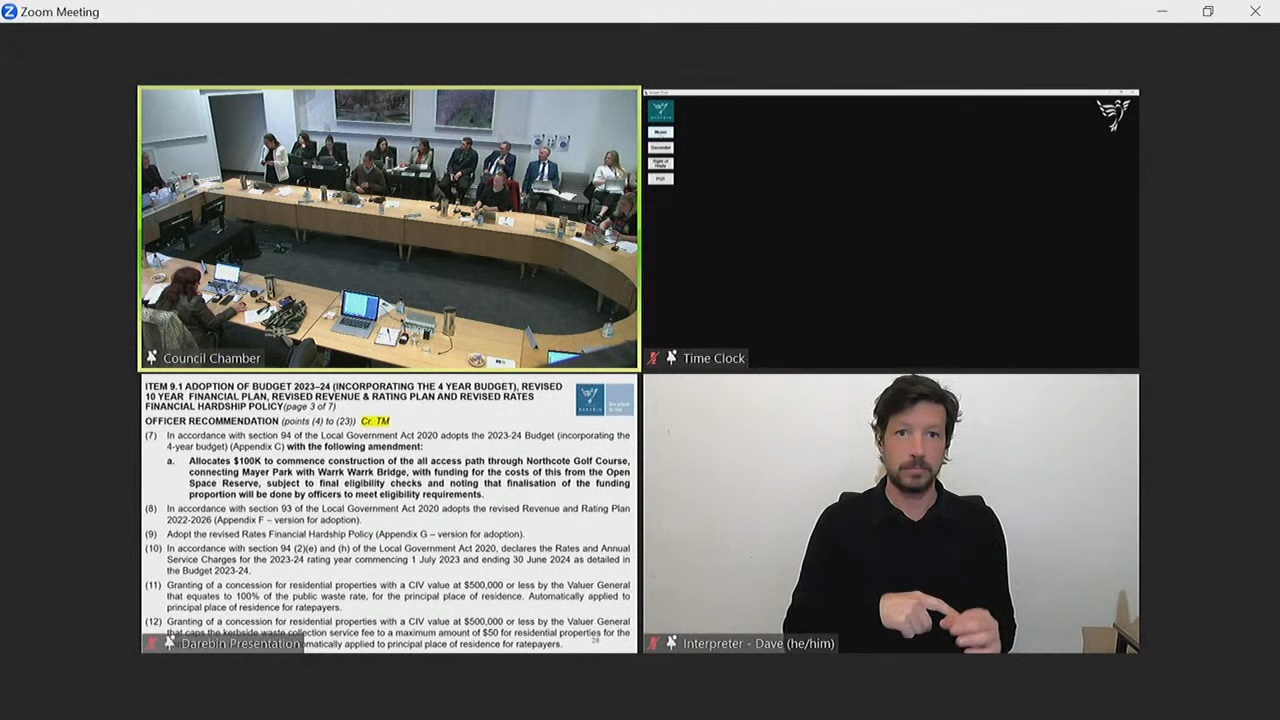 Zoom Meeting
Council Chamber
Mover
Seconder
Right of
Reply
Time Clock
ITEM 9.1 ADOPTION OF BUDGET 2023–24 (INCORPORATING THE 4 YEAR BUDGET), REVISED
10 YEAR FINANCIAL PLAN, REVISED REVENUE & RATING PLAN AND REVISED RATES
FINANCIAL HARDSHIP POLICY(page 3 of 7)
OFFICER RECOMMENDATION (points (4) to (23)) Cr. TM
(7) In accordance with section 94 of the Local Government Act 2020 adopts the 2023-24 Budget (incorporating the
4-year budget) (Appendix C) with the following amendment:
a. Allocates $100K to commence construction of the all access path through Northcote Golf Course,
connecting Mayer Park with Warrk Warrk Bridge, with funding for the costs of this from the Open
Space Reserve, subject to final eligibility checks and noting that finalisation of the funding
proportion will be done by officers to meet eligibility requirements.
(8) In accordance with section 93 of the Local Government Act 2020 adopts the revised Revenue and Rating Plan
2022-2026 (Appendix F – version for adoption).
(9) Adopt the revised Rates Financial Hardship Policy (Appendix G – version for adoption).
(10) In accordance with section 94 (2)(e) and (h) of the Local Government Act 2020, declares the Rates and Annual
Service Charges for the 2023-24 rating year commencing 1 July 2023 and ending 30 June 2024 as detailed in
the Budget 2023-24.
(11) Granting of a concession for residential properties with a CIV value at $500,000 or less by the Valuer General
that equates to 100% of the public waste rate, for the principal place of residence. Automatically applied to
principal place of residence for ratepayers.
(12) Granting of a concession for residential properties with a CIV value at $500,000 or less by the Valuer General
that caps the kerbside waste collection service fee to a maximum amount of $50 for residential properties for the
omatically applied to principal place of residence for ratepayers.
26
Darebin Presentation
Interpreter - Dave (he/him)